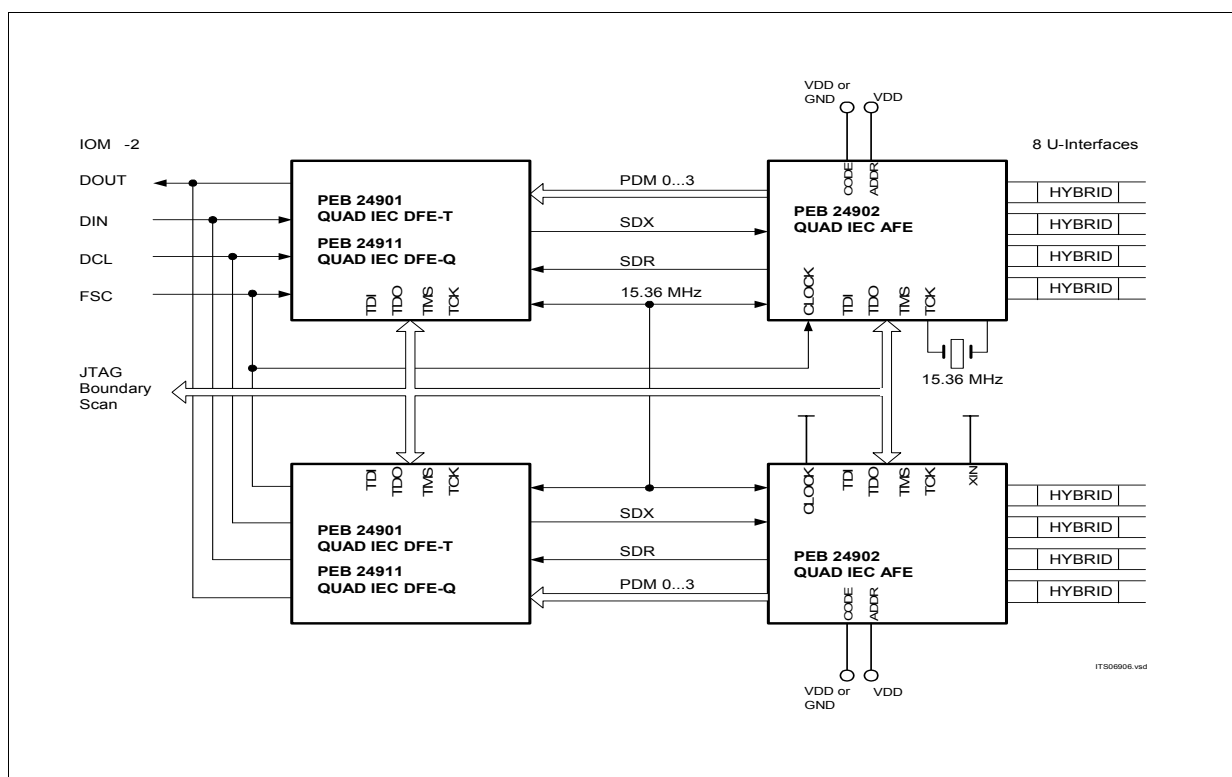 VDD or
GND
VDD
IOM -2
8 U-Interfaces
DOUT
DIN
DCL
FSC
PEB 24901
QUAD IEC DFE-T
PEB 24911
QUAD IEC DFE-Q
TDI
TDO
TMS
TCK
PDM 0...3
SDX
SDR
15.36 MHz
CODE
ADDR
PEB 24902
QUAD IEC AFE
CLOCK
TDI
TDO
TMS
TCK
HYBRID
HYBRID
HYBRID
HYBRID
15.36 MHz
JTAG
Boundary
Scan
TDI
TDO
TMS
TCK
PEB 24901
QUAD IEC DFE-T
PEB 24911
QUAD IEC DFE-Q
SDX
SDR
PDM 0...3
CLOCK
TDI
TDO
TMS
TCK
XIN
PEB 24902
QUAD IEC AFE
CODE
ADDR
HYBRID
HYBRID
HYBRID
HYBRID
VDD or
GND
VDD
ITS06906.vsd